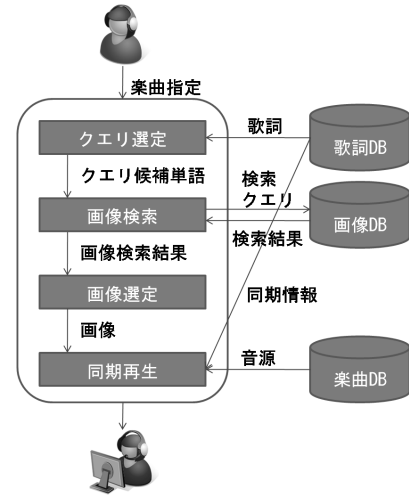 楽曲指定
クエリ選定
歌詞
歌詞DB
クエリ候補単語
検索
クエリ
画像検索
画像DB
検索結果
画像検索結果
画像選定
同期情報
画像
音源
同期再生
楽曲DB